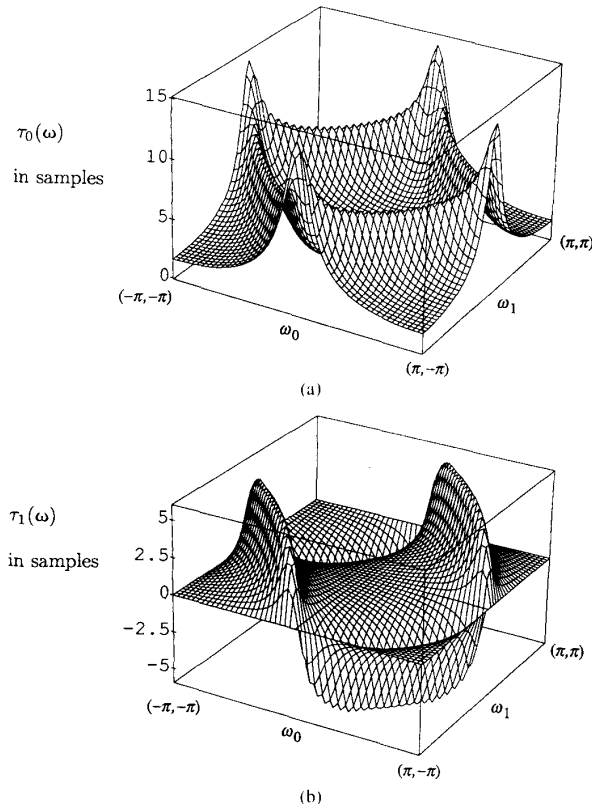 15
τ₀(ω)
10
in samples
5
0
(-π,-π)
(π,π)
ω₁
ω₀
(π,-π)
(a)
5
τ₁(ω)
2.5
in samples
0
-2.5
-5
(π,π)
(-π,-π)
ω₁
ω₀
(π,-π)
(b)